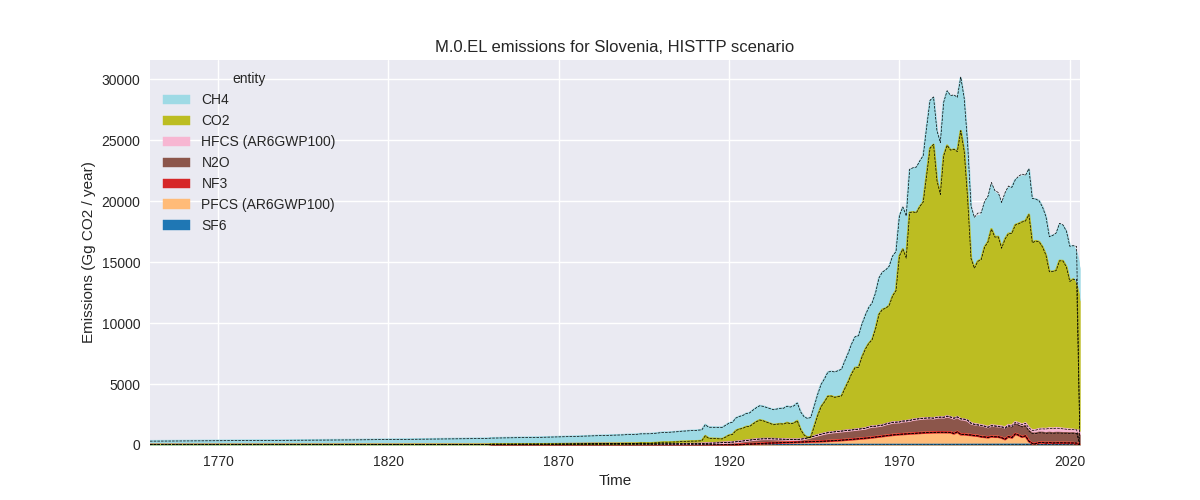 M.0.EL emissions for Slovenia, HISTTP scenario
30000
25000
20000
15000
10000
5000
0
Emissions (Gg CO2 / year)
entity
CH4
CO2
HFCS (AR6GWP100)
N2O
NF3
PFCS (AR6GWP100)
SF6
1770
1820
1870
1920
1970
2020
Time